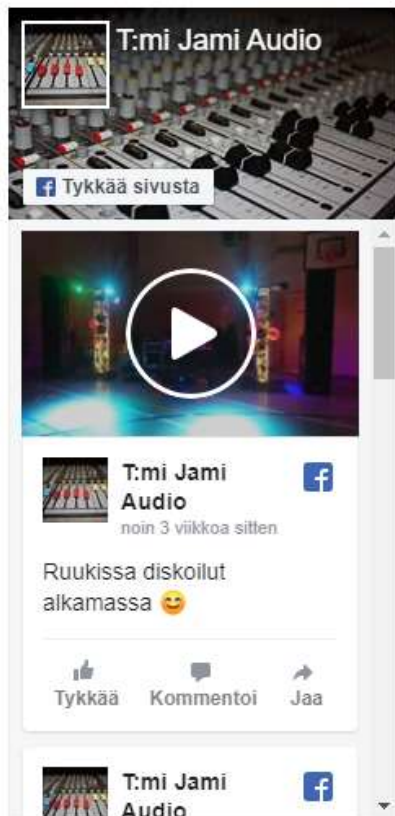 T:mi Jami Audio
Tykkää sivusta
T:mi Jami
Audio
noin 3 viikkoa sitten
Ruukissa diskoilut
alkamassa 😊
Tykkää Kommentoi Jaa
T:mi Jami
Audio